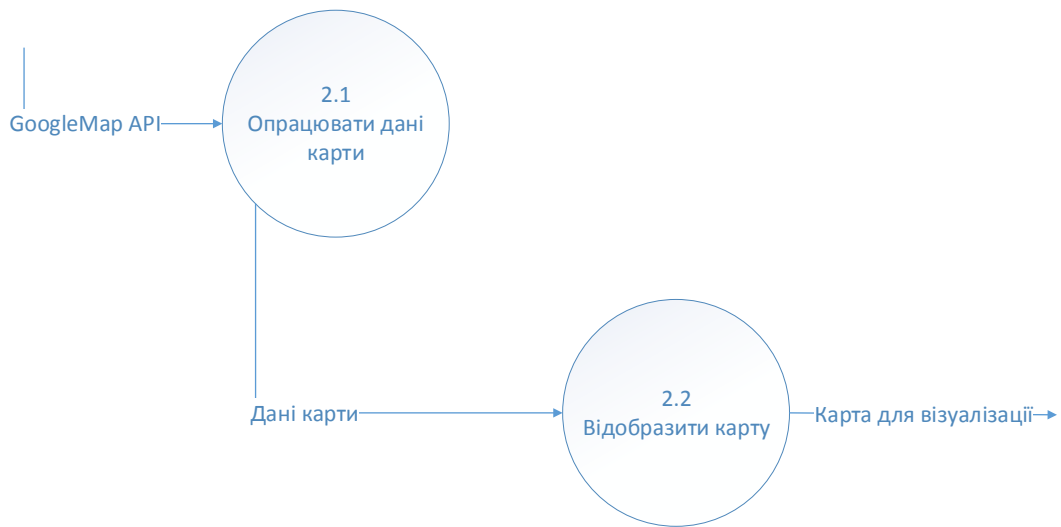 2.1
GoogleMap API
Опрацювати дані
карти
Дані карти
2.2
Відобразити карту
Карта для візуалізації